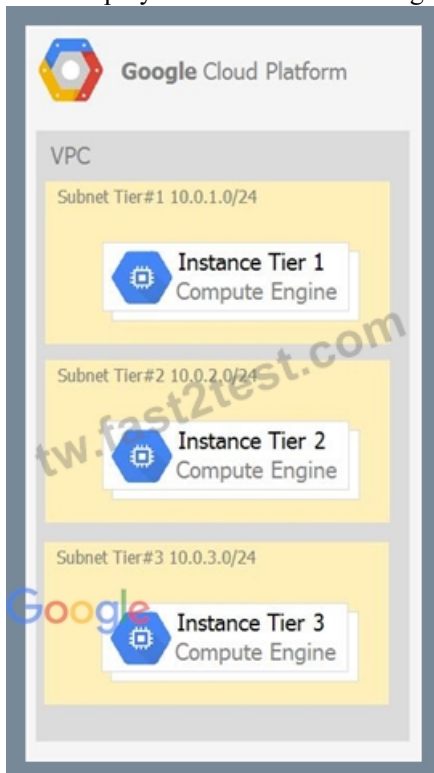 Google Cloud Platform
VPC
Subnet Tier#1 10.0.1.0/24
Instance Tier 1
Compute Engine
Subnet Tier#2 10.0.2.0/24
Instance Tier 2
Compute Engine
tw.fast2test.com
Subnet Tier#3 10.0.3.0/24
Google
Instance Tier 3
Compute Engine